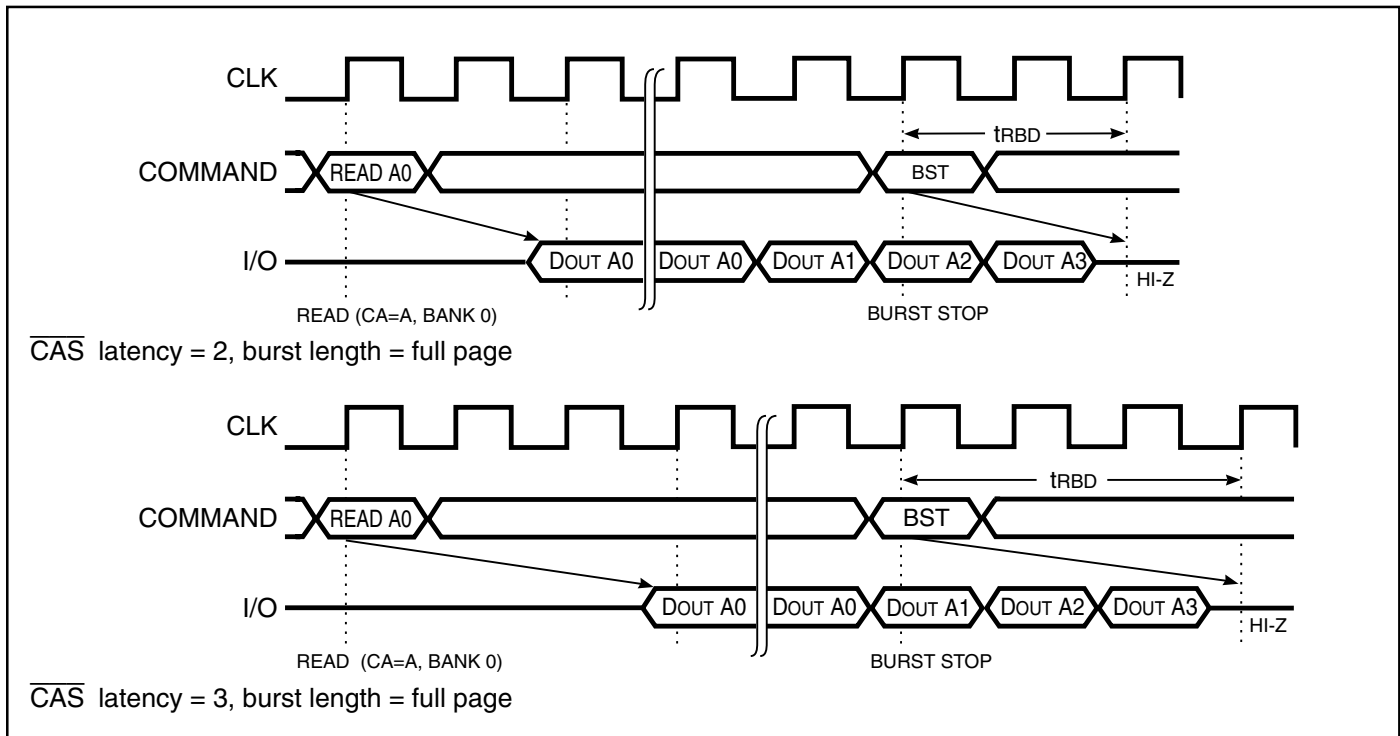 CLK
tRBD
COMMAND READ A0 BST
I/O DOUT A0 DOUT A0 DOUT A1 DOUT A2 DOUT A3 HI-Z
READ (CA=A, BANK 0) BURST STOP
CAS latency = 2, burst length = full page
CLK
tRBD
COMMAND READ A0 BST
I/O DOUT A0 DOUT A0 DOUT A1 DOUT A2 DOUT A3 HI-Z
READ (CA=A, BANK 0) BURST STOP
CAS latency = 3, burst length = full page